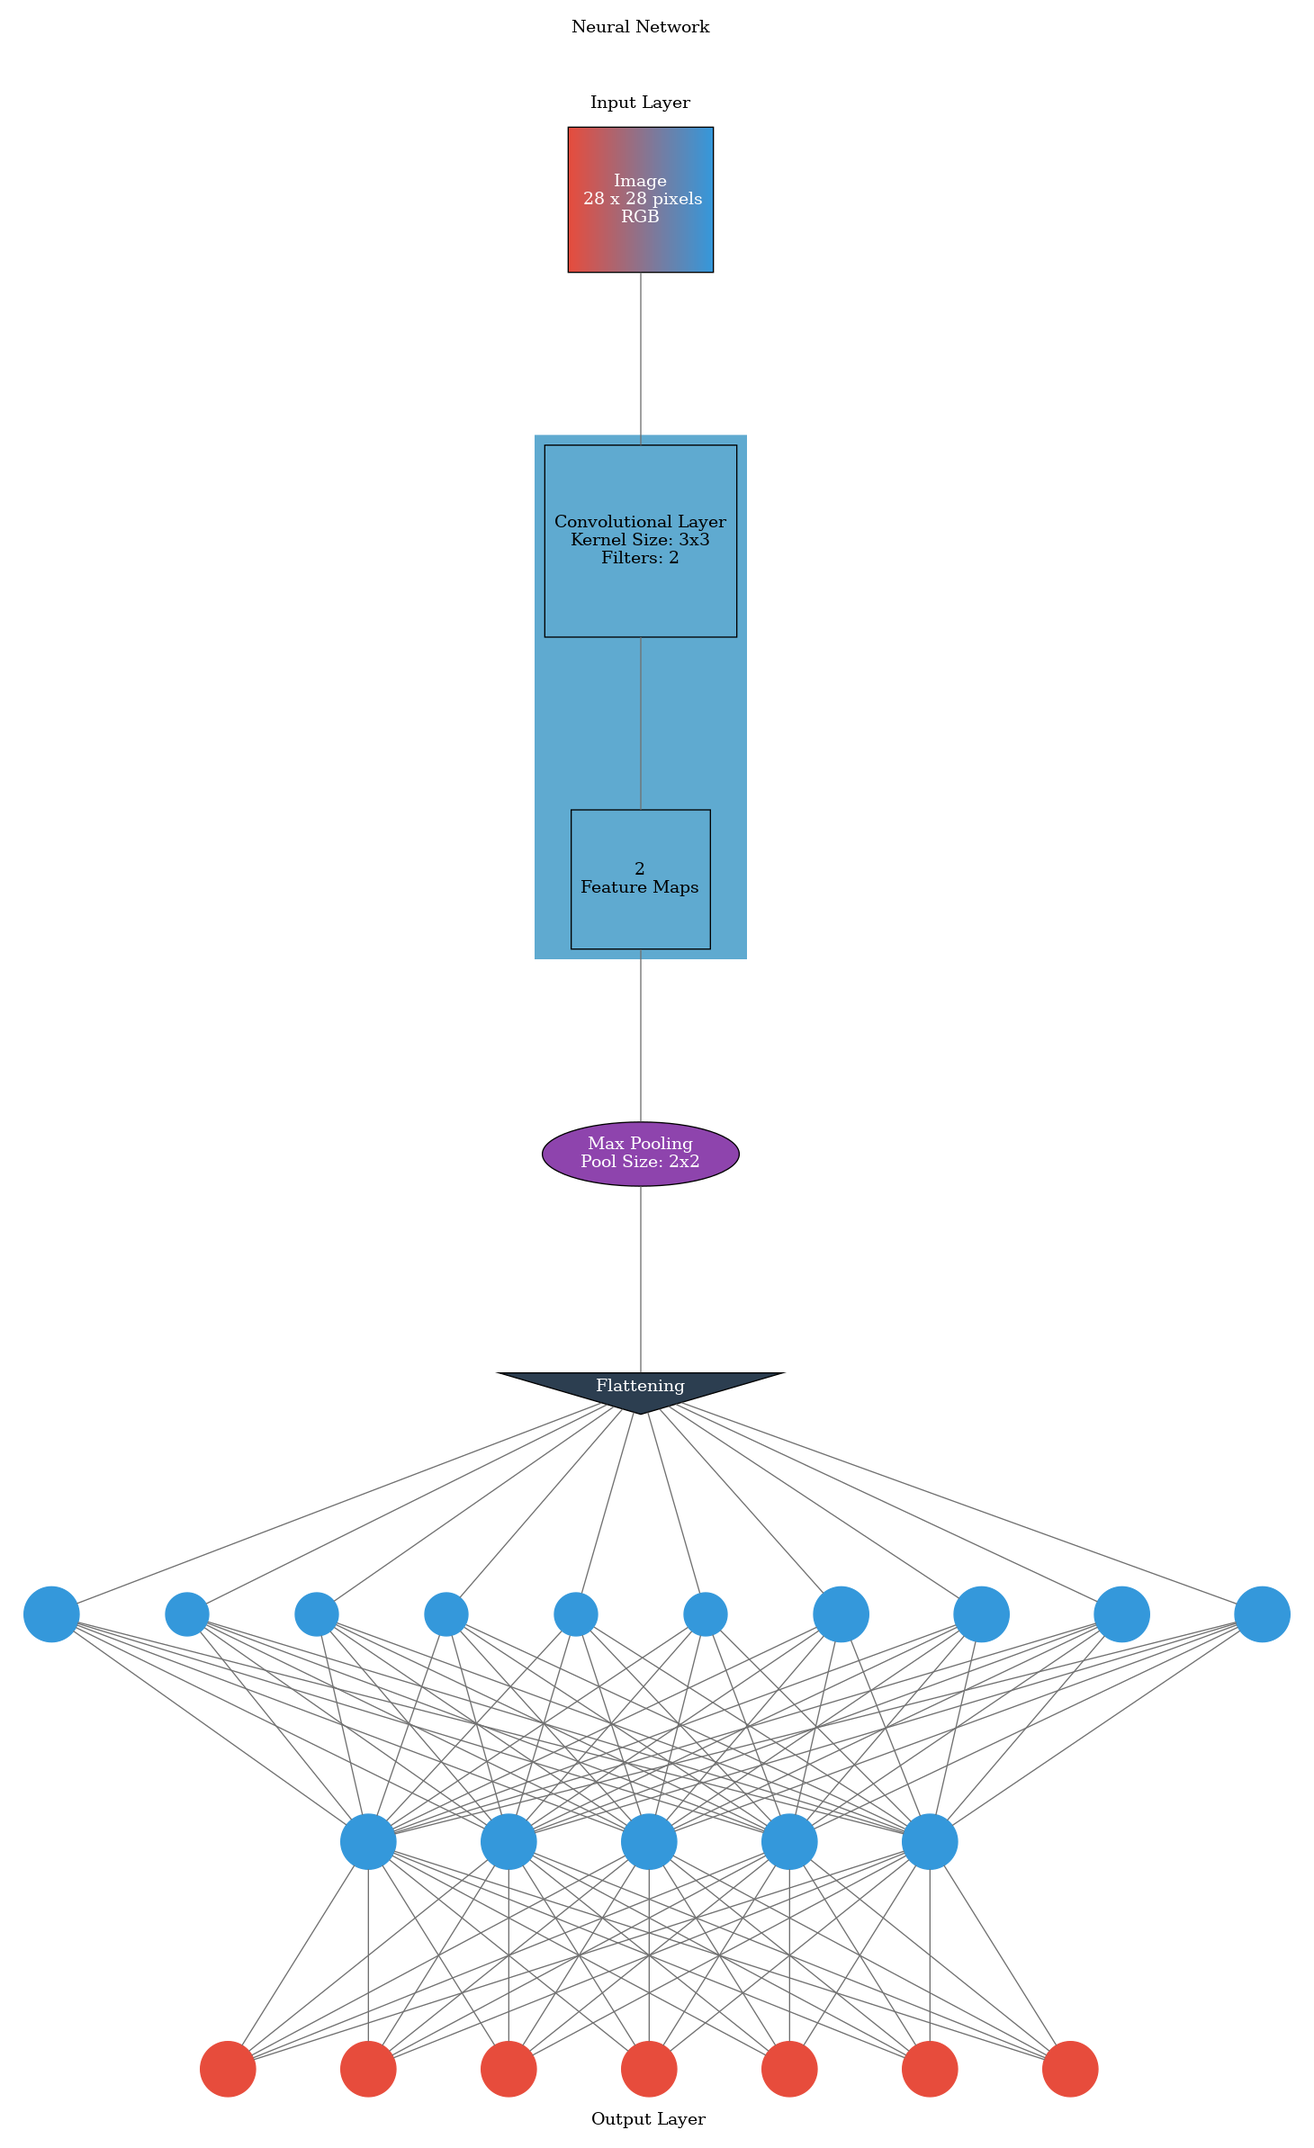 Neural Network
Input Layer
Image
28 x 28 pixels
RGB
Convolutional Layer
Kernel Size: 3x3
Filters: 2
2
Feature Maps
Max Pooling
Pool Size: 2x2
Flattening
Output Layer